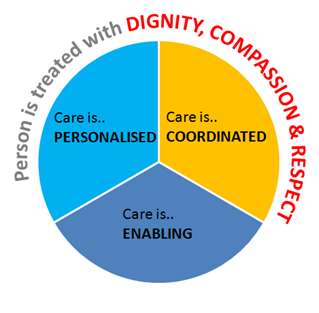 Person is treated with DIGNITY, COMPASSION & RESPECT
Care is..
PERSONALISED
Care is..
COORDINATED
Care is..
ENABLING